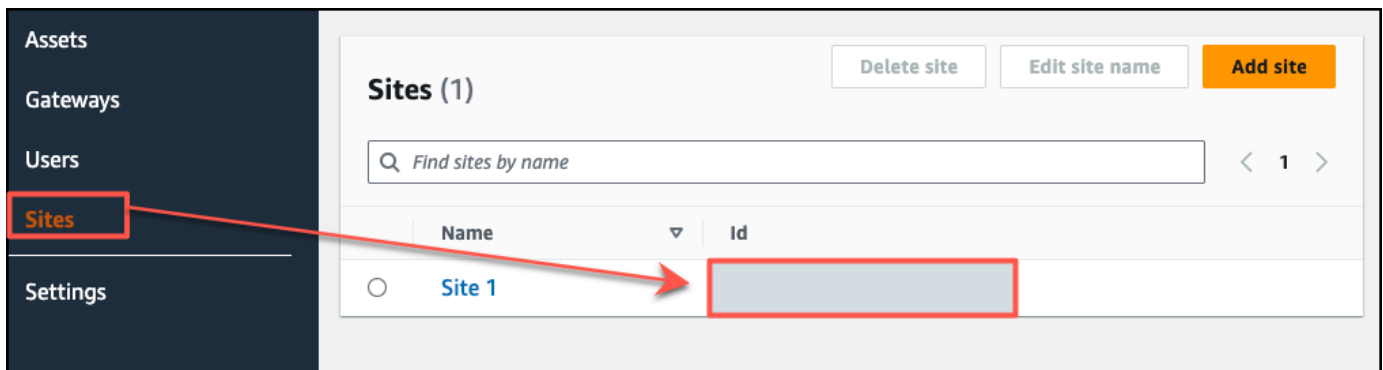 Assets
Gateways
Users
Sites
Settings
Sites (1)
Delete site
Edit site name
Add site
Find sites by name
1
Name
Id
Site 1